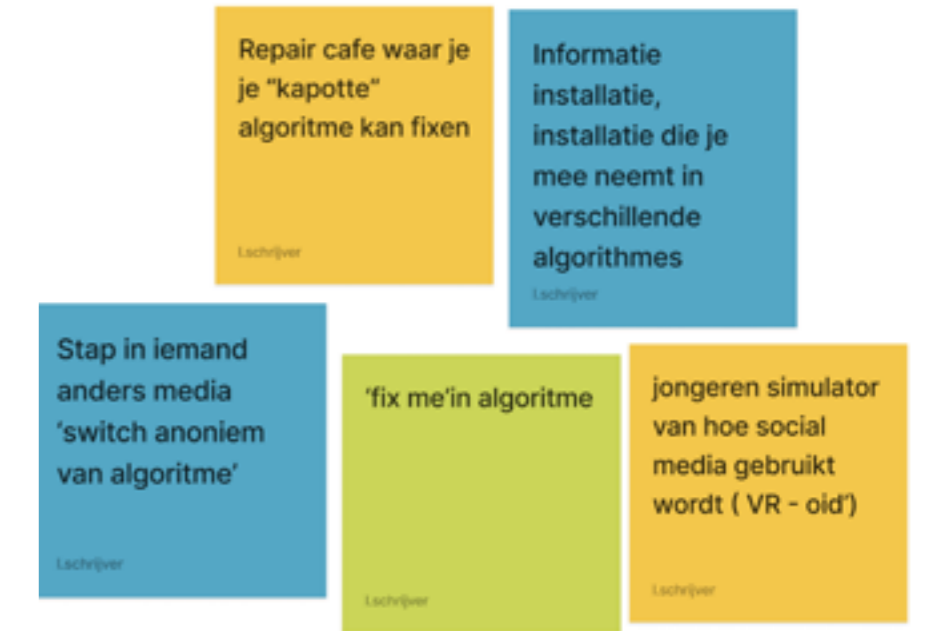 Repair cafe waar je
je “kapotte”
algoritme kan fixen
l.schrijver
Informatie
installatie,
installatie die je
mee neemt in
verschillende
algorithmes
l.schrijver
Stap in iemand
anders media
‘switch anoniem
van algoritme’
l.schrijver
‘fix me’in algoritme
l.schrijver
jongeren simulator
van hoe social
media gebruikt
wordt ( VR - oid’)
l.schrijver